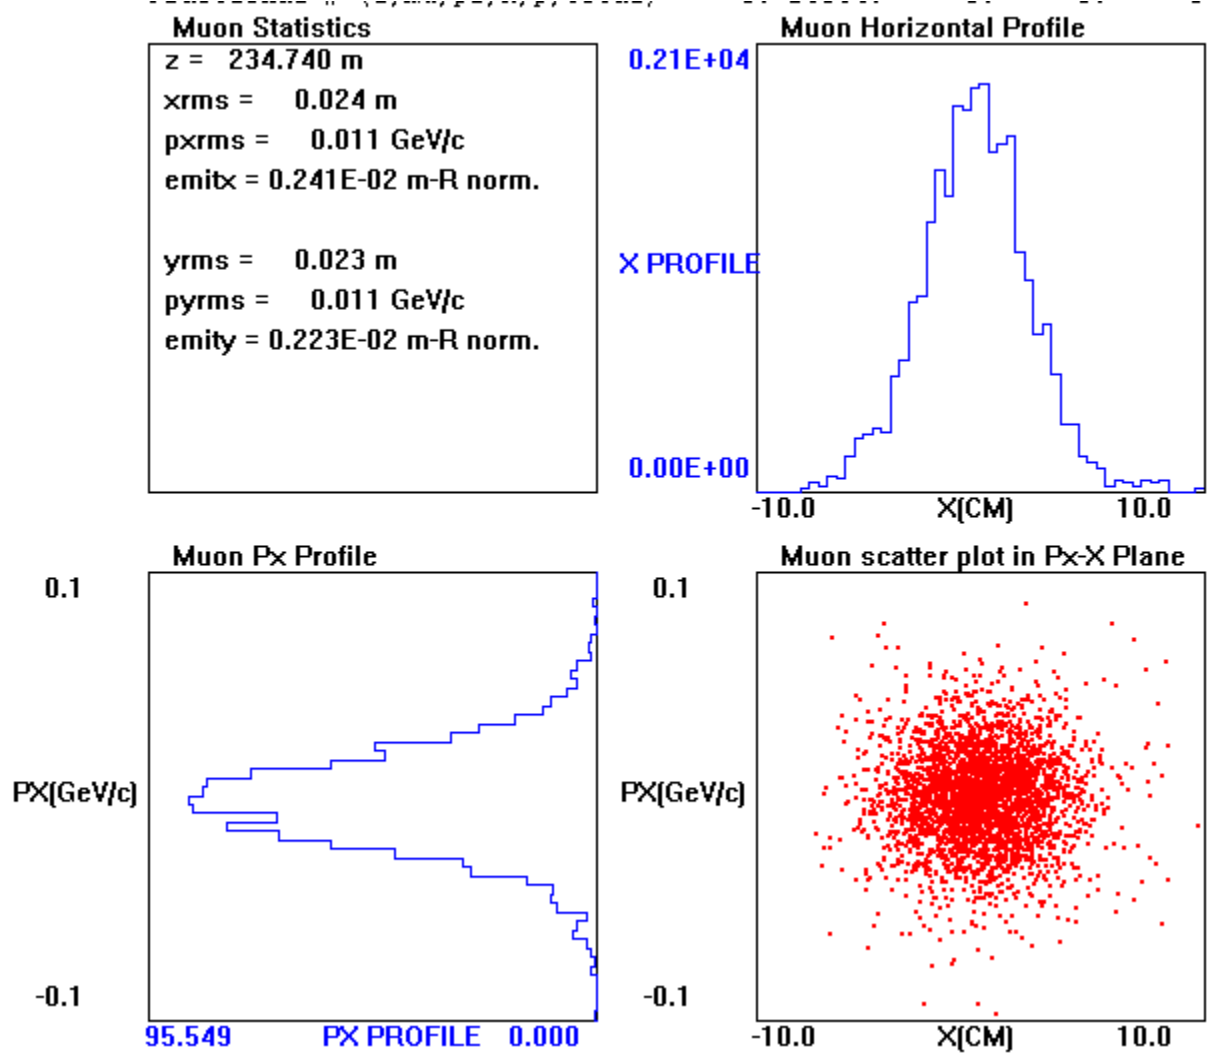 Muon Statistics
z = 234.740 m
xrms = 0.024 m
pxrms = 0.011 GeV/c
emitx = 0.241E-02 m-R norm.
yrms = 0.023 m
pyrms = 0.011 GeV/c
emity = 0.223E-02 m-R norm.
Muon Horizontal Profile
0.21E+04
X PROFILE
0.00E+00
-10.0 X(CM) 10.0
Muon Px Profile
0.1
PX(GeV/c)
-0.1
95.549 PX PROFILE 0.000
Muon scatter plot in Px-X Plane
0.1
PX(GeV/c)
-0.1
-10.0 X(CM) 10.0